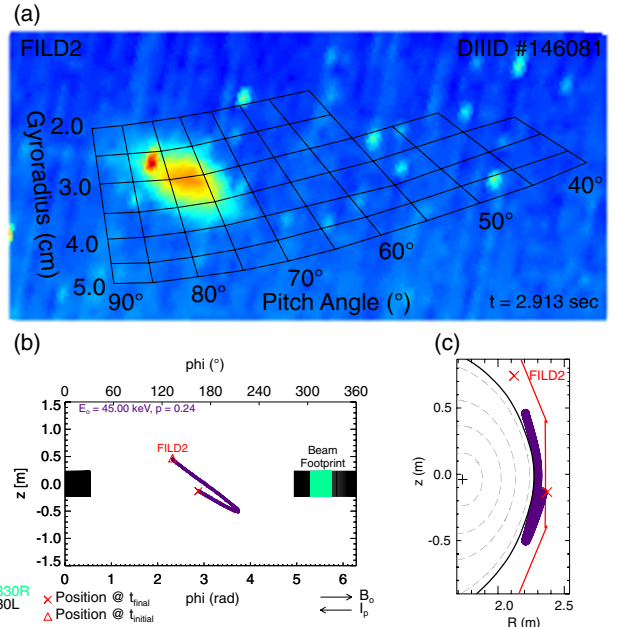 (a)
FILD2
DIIID #146081
Gyroradius (cm)
2.0
3.0
4.0
5.0
90°
80°
70°
60°
50°
40°
Pitch Angle (°)
t = 2.913 sec
(b)
phi (°)
0 60 120 180 240 300 360
E₀ = 45.00 keV, p = 0.24
FILD2
Beam
Footprint
z [m]
1.5
1.0
0.5
0.0
-0.5
-1.0
-1.5
0 1 2 3 4 5 6
phi (rad)
330R
30L
× Position @ t_final
△ Position @ t_initial
B₀
Iₚ
(c)
FILD2
z (m)
0.5
0.0
-0.5
2.0 2.5
R (m)